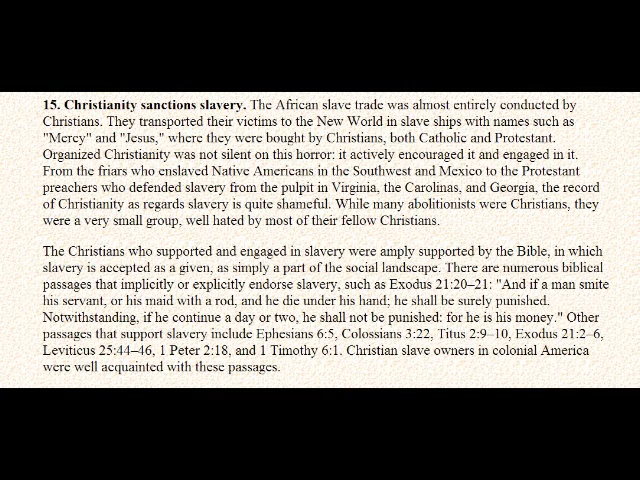 15. Christianity sanctions slavery. The African slave trade was almost entirely conducted by
Christians. They transported their victims to the New World in slave ships with names such as
"Mercy" and "Jesus," where they were bought by Christians, both Catholic and Protestant.
Organized Christianity was not silent on this horror: it actively encouraged it and engaged in it.
From the friars who enslaved Native Americans in the Southwest and Mexico to the Protestant
preachers who defended slavery from the pulpit in Virginia, the Carolinas, and Georgia, the record
of Christianity as regards slavery is quite shameful. While many abolitionists were Christians, they
were a very small group, well hated by most of their fellow Christians.
The Christians who supported and engaged in slavery were amply supported by the Bible, in which
slavery is accepted as a given, as simply a part of the social landscape. There are numerous biblical
passages that implicitly or explicitly endorse slavery, such as Exodus 21:20–21: "And if a man smite
his servant, or his maid with a rod, and he die under his hand; he shall be surely punished.
Notwithstanding, if he continue a day or two, he shall not be punished: for he is his money." Other
passages that support slavery include Ephesians 6:5, Colossians 3:22, Titus 2:9–10, Exodus 21:2–6,
Leviticus 25:44–46, 1 Peter 2:18, and 1 Timothy 6:1. Christian slave owners in colonial America
were well acquainted with these passages.